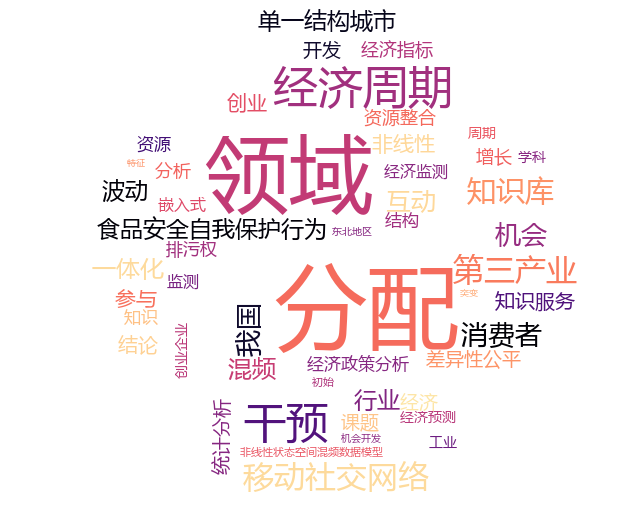 单一结构城市
开发
经济指标
经济周期
创业
资源整合
周期
领域
非线性
资源
增长
学科
特征
分析
经济监测
波动
互动
知识库
嵌入式
结构
食品安全自我保护行为
东北地区
机会
排污权
一体化
第三产业
分配
监测
突变
参与
知识服务
知识
我国
消费者
创业企业
结论
混频
经济政策分析
差异性公平
初始
行业
经济
干预
统计分析
课题
经济预测
机会开发
工业
非线性状态空间混频数据模型
移动社交网络